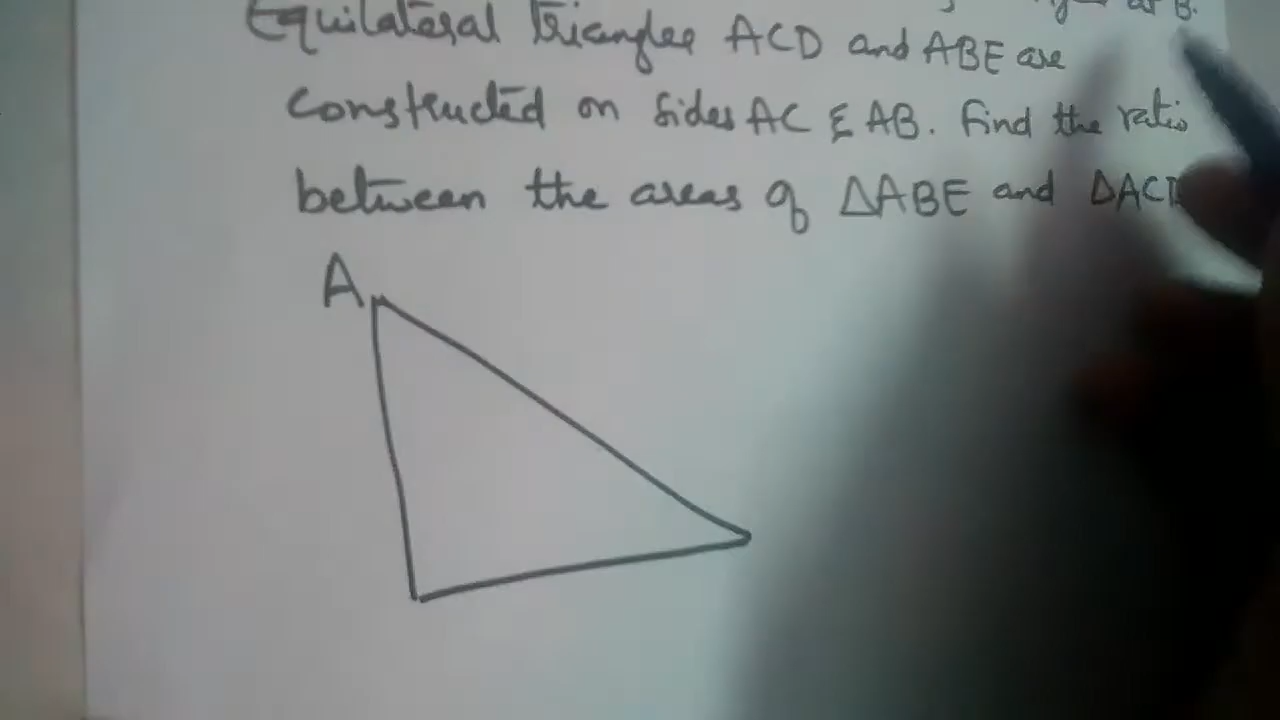 at B.
Equilateral triangles ACD and ABE are
constructed on sides AC & AB. Find the ratio
between the areas of ΔABE and ΔACD
A